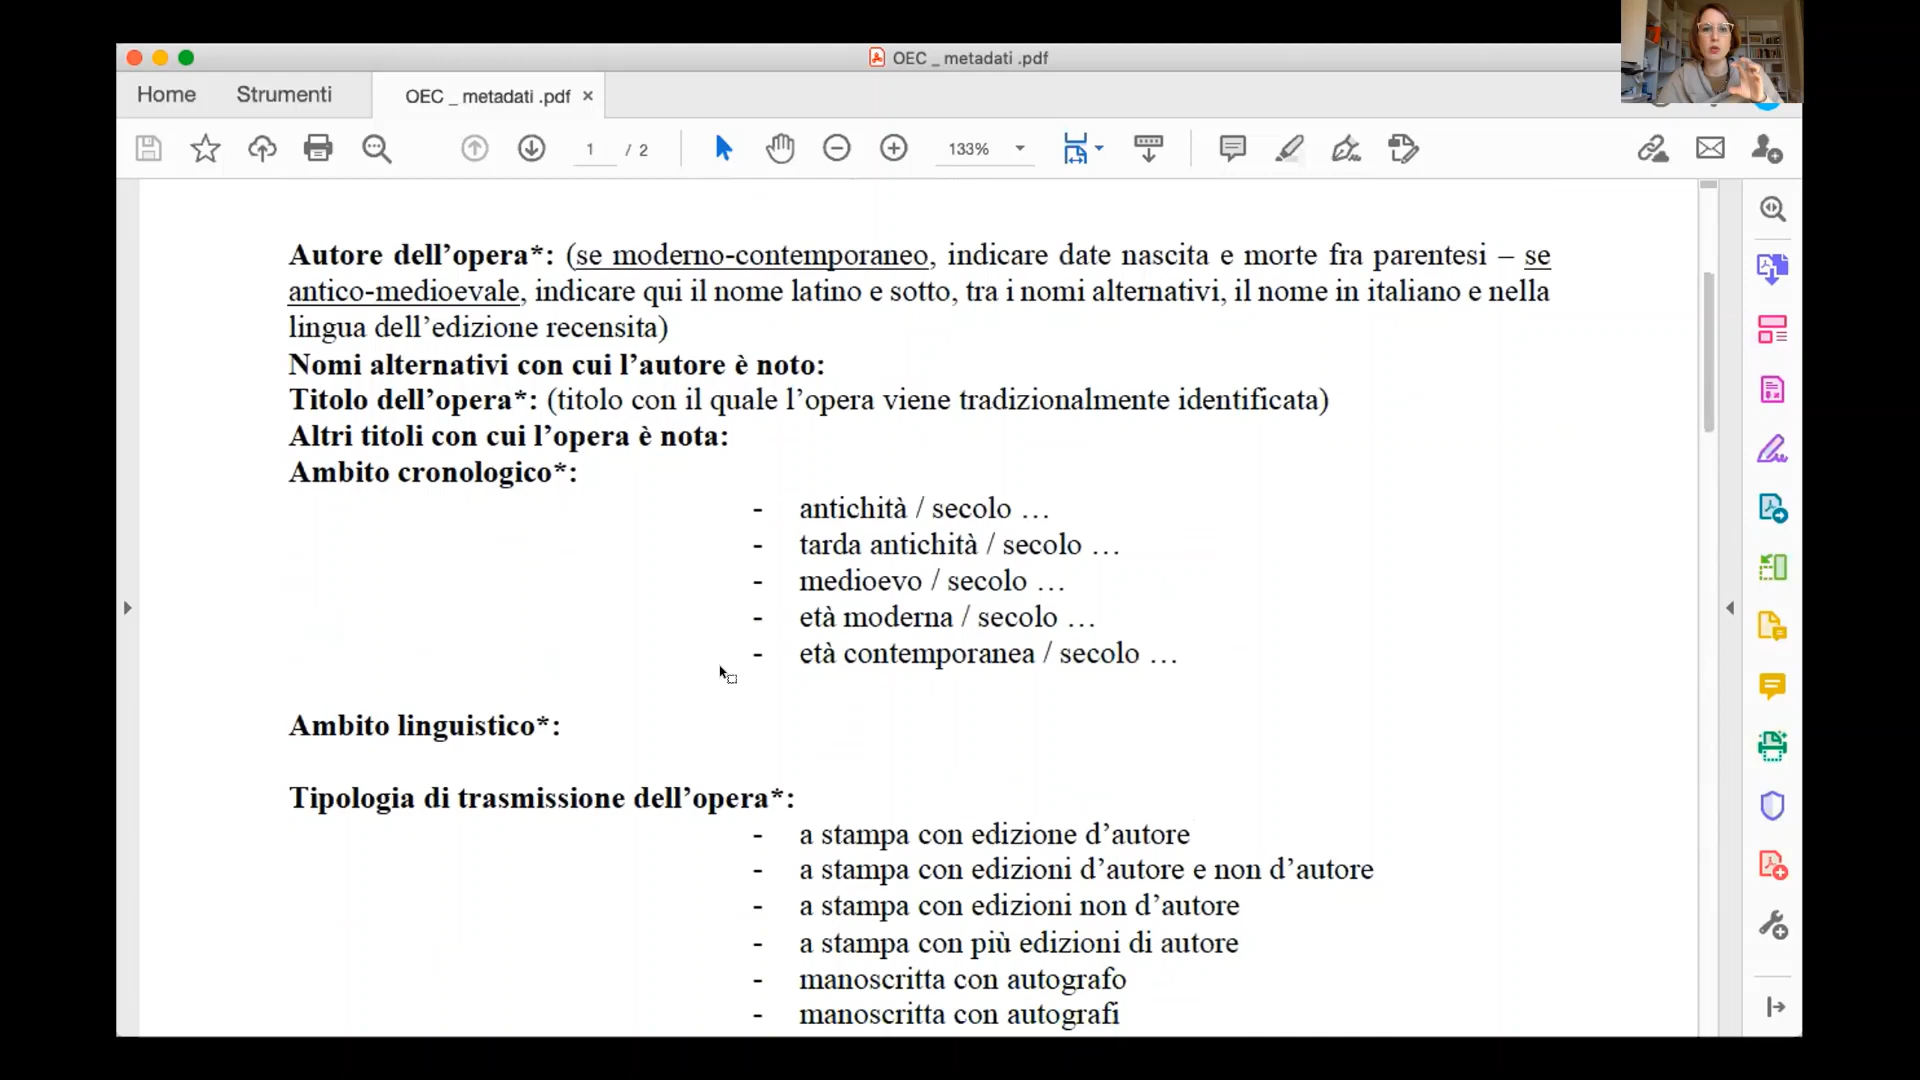 OEC _ metadati .pdf
Home Strumenti OEC _ metadati .pdf ×
1 / 2 133%
Autore dell’opera*: (se moderno-contemporaneo, indicare date nascita e morte fra parentesi – se
antico-medioevale, indicare qui il nome latino e sotto, tra i nomi alternativi, il nome in italiano e nella
lingua dell’edizione recensita)
Nomi alternativi con cui l’autore è noto:
Titolo dell’opera*: (titolo con il quale l’opera viene tradizionalmente identificata)
Altri titoli con cui l’opera è nota:
Ambito cronologico*:
- antichità / secolo …
- tarda antichità / secolo …
- medioevo / secolo …
- età moderna / secolo …
- età contemporanea / secolo …
Ambito linguistico*:
Tipologia di trasmissione dell’opera*:
- a stampa con edizione d’autore
- a stampa con edizioni d’autore e non d’autore
- a stampa con edizioni non d’autore
- a stampa con più edizioni di autore
- manoscritta con autografo
- manoscritta con autografi